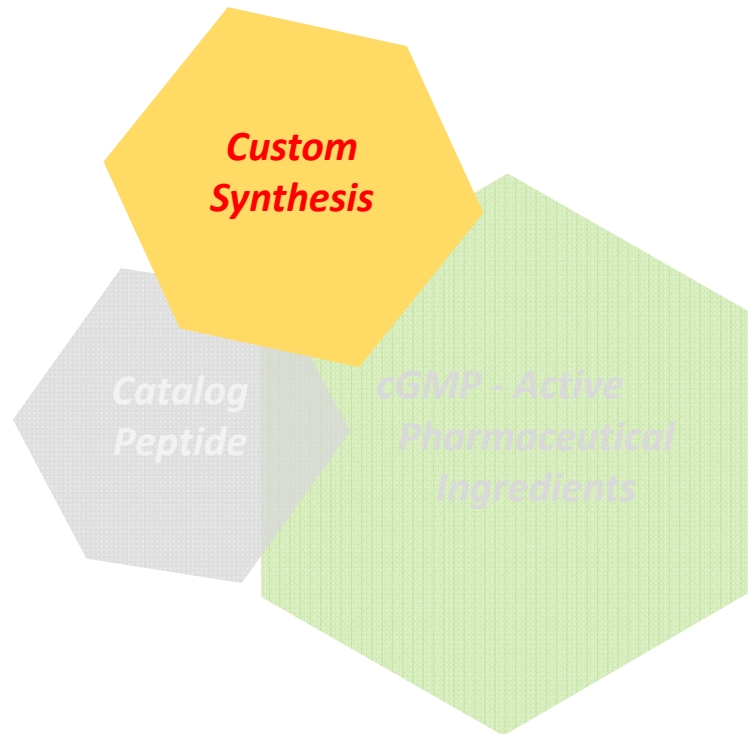 Custom
Synthesis
Catalog
Peptide
cGMP - Active
Pharmaceutical
Ingredients